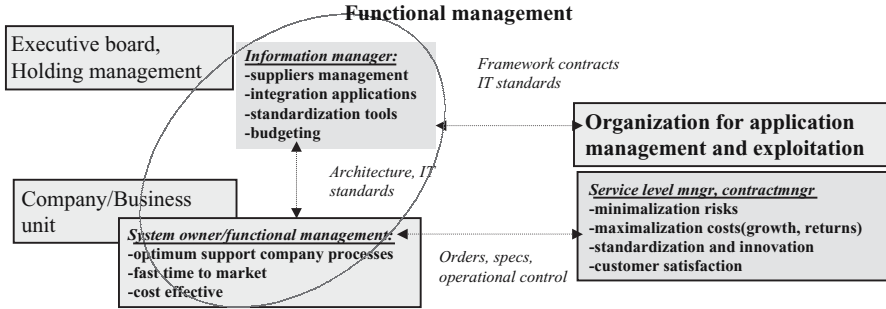 Functional management
Executive board,
Holding management
Information manager:
-suppliers management
-integration applications
-standardization tools
-budgeting
Framework contracts
IT standards
Organization for application
management and exploitation
Architecture, IT
standards
Company/Business
unit
System owner/functional management:
-optimum support company processes
-fast time to market
-cost effective
Orders, specs,
operational control
Service level mngr, contractmngr
-minimalization risks
-maximalization costs(growth, returns)
-standardization and innovation
-customer satisfaction